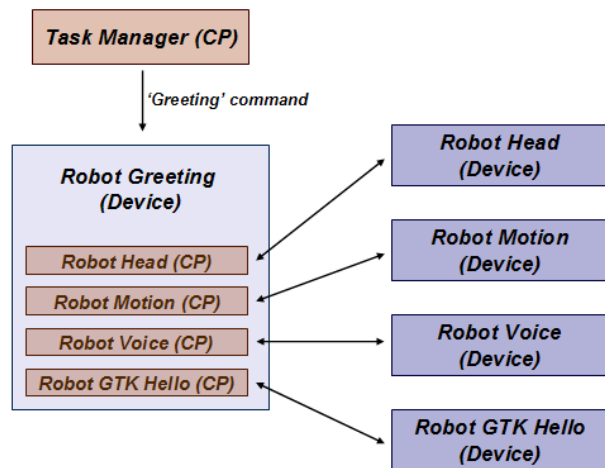 Task Manager (CP)
'Greeting' command
Robot Greeting
(Device)
Robot Head (CP)
Robot Motion (CP)
Robot Voice (CP)
Robot GTK Hello (CP)
Robot Head
(Device)
Robot Motion
(Device)
Robot Voice
(Device)
Robot GTK Hello
(Device)